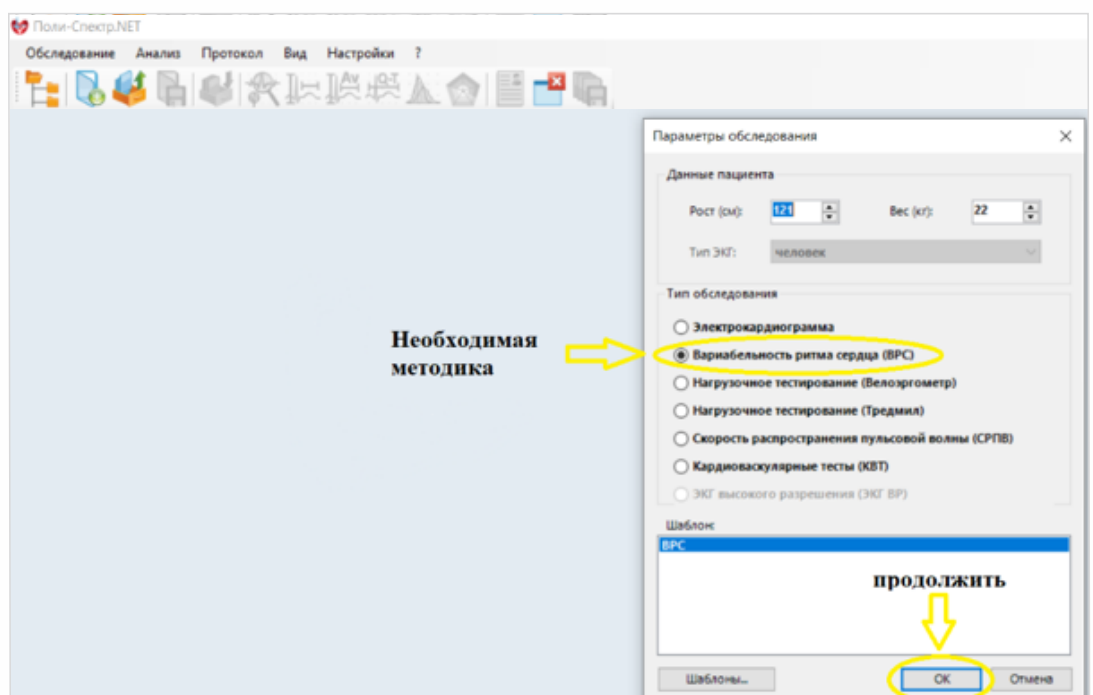 Поли-Спектр.NET
Обследование Анализ Протокол Вид Настройки ?
Параметры обследования
Данные пациента
Рост (см): 121 Вес (кг): 22
Тип ЭКГ: человек
Тип обследования
Электрокардиограмма
Необходимая методика
Вариабельность ритма сердца (ВРС)
Нагрузочное тестирование (Велоэргометр)
Нагрузочное тестирование (Тредмил)
Скорость распространения пульсовой волны (СРПВ)
Кардиоваскулярные тесты (КВТ)
ЭКГ высокого разрешения (ЭКГ ВР)
Шаблон:
ВРС
продолжить
Шаблоны... ОК Отмена